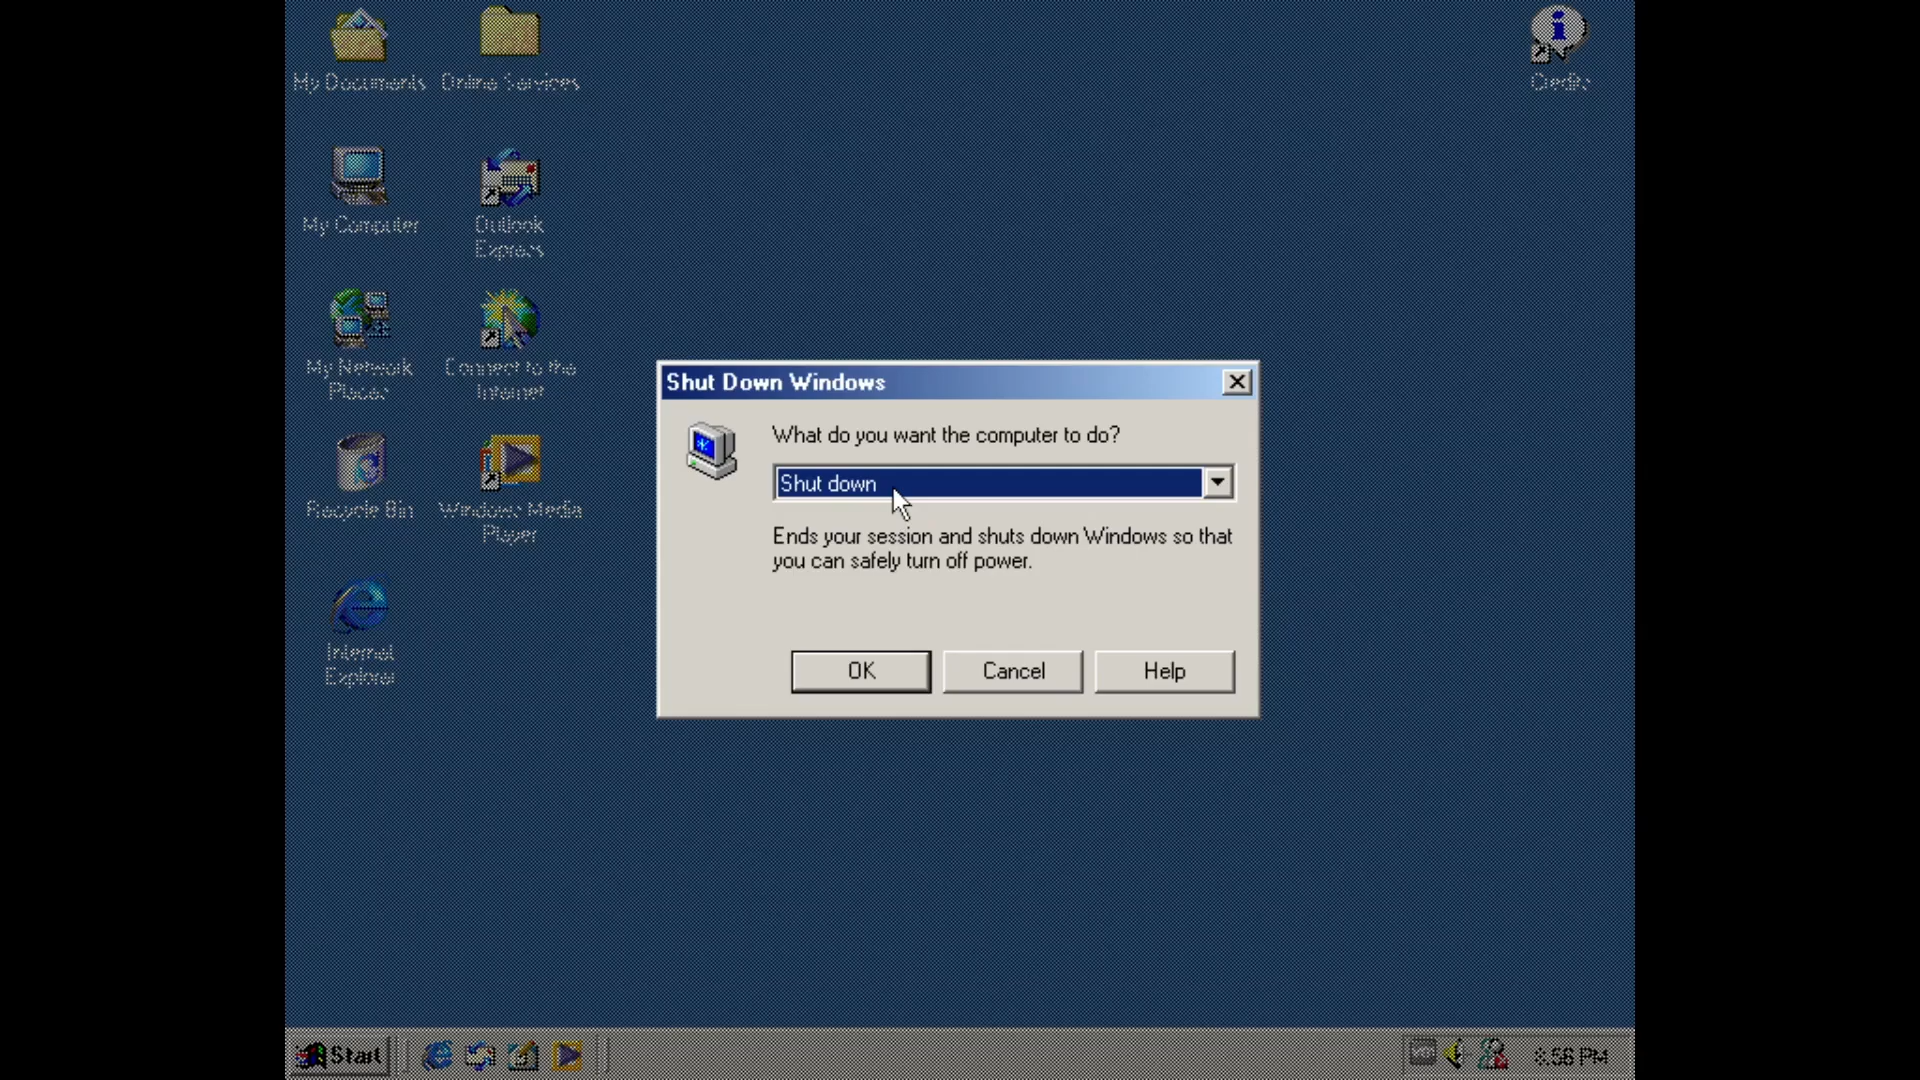 My Documents
Online Services
Credits
My Computer
Outlook
Express
My Network
Places
Connect to the
Internet
Recycle Bin
Windows Media
Player
Internet
Explorer
Shut Down Windows
What do you want the computer to do?
Shut down
Ends your session and shuts down Windows so that
you can safely turn off power.
OK
Cancel
Help
Start
8:56 PM